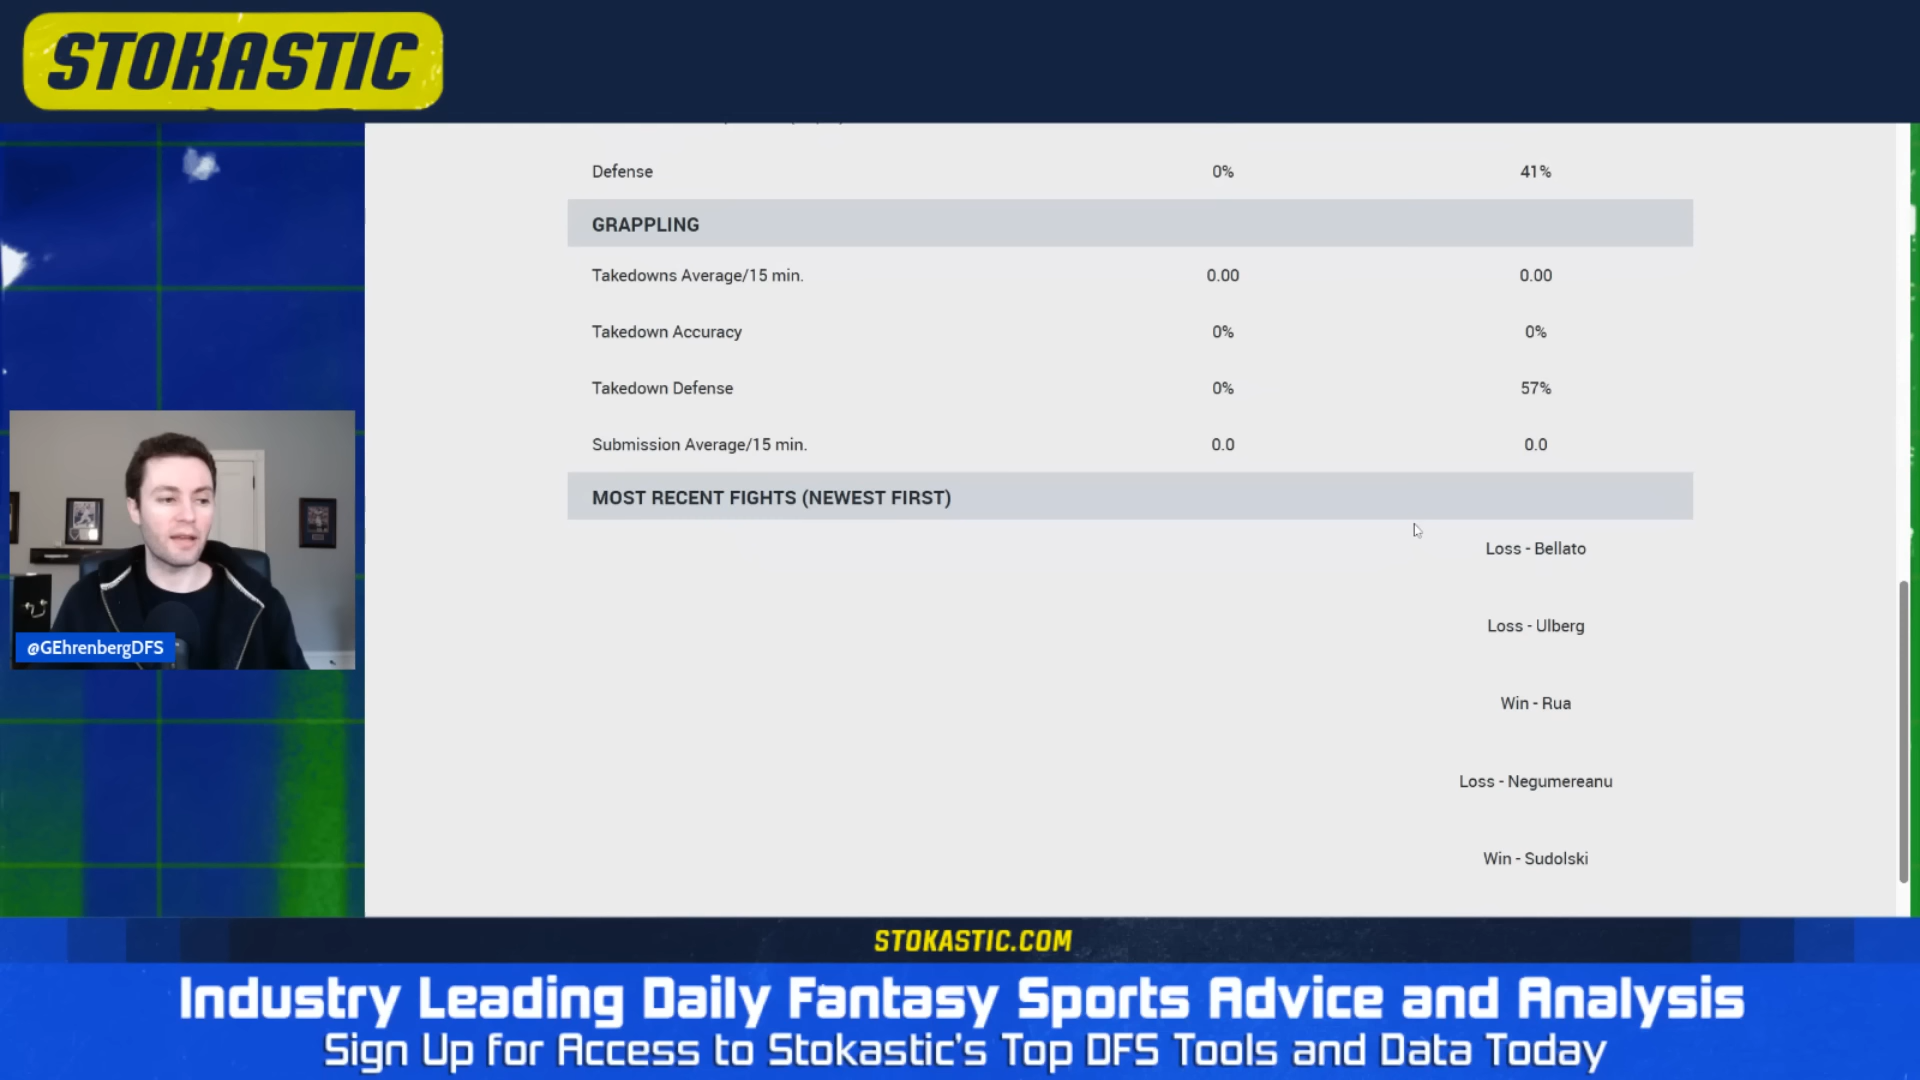 STOKASTIC
Defense 0% 41%
GRAPPLING
Takedowns Average/15 min. 0.00 0.00
Takedown Accuracy 0% 0%
Takedown Defense 0% 57%
Submission Average/15 min. 0.0 0.0
MOST RECENT FIGHTS (NEWEST FIRST)
Loss - Bellato
Loss - Ulberg
Win - Rua
Loss - Negumereanu
Win - Sudolski
@GEhrenbergDFS
STOKASTIC.COM
Industry Leading Daily Fantasy Sports Advice and Analysis
Sign Up for Access to Stokastic's Top DFS Tools and Data Today